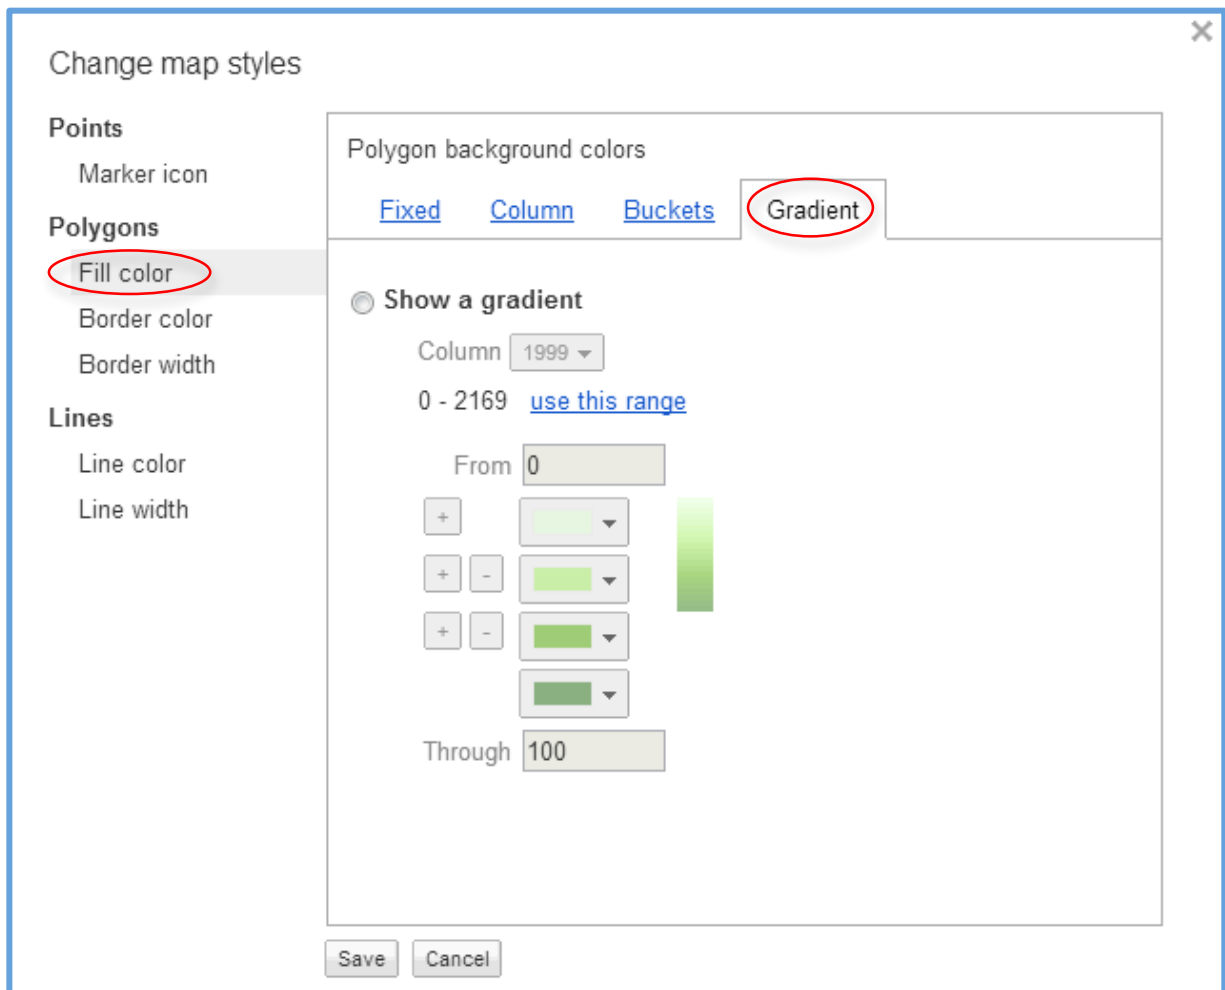 Change map styles
Points
Marker icon
Polygons
Fill color
Border color
Border width
Lines
Line color
Line width
Polygon background colors
Fixed Column Buckets Gradient
Show a gradient
Column 1999
0 - 2169 use this range
From 0
+
+ -
+ -
Through 100
Save Cancel